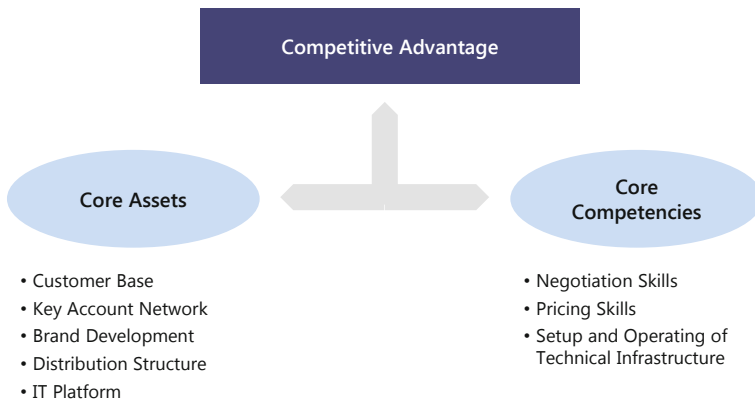 Competitive Advantage
Core Assets
• Customer Base
• Key Account Network
• Brand Development
• Distribution Structure
• IT Platform
Core
Competencies
• Negotiation Skills
• Pricing Skills
• Setup and Operating of
Technical Infrastructure